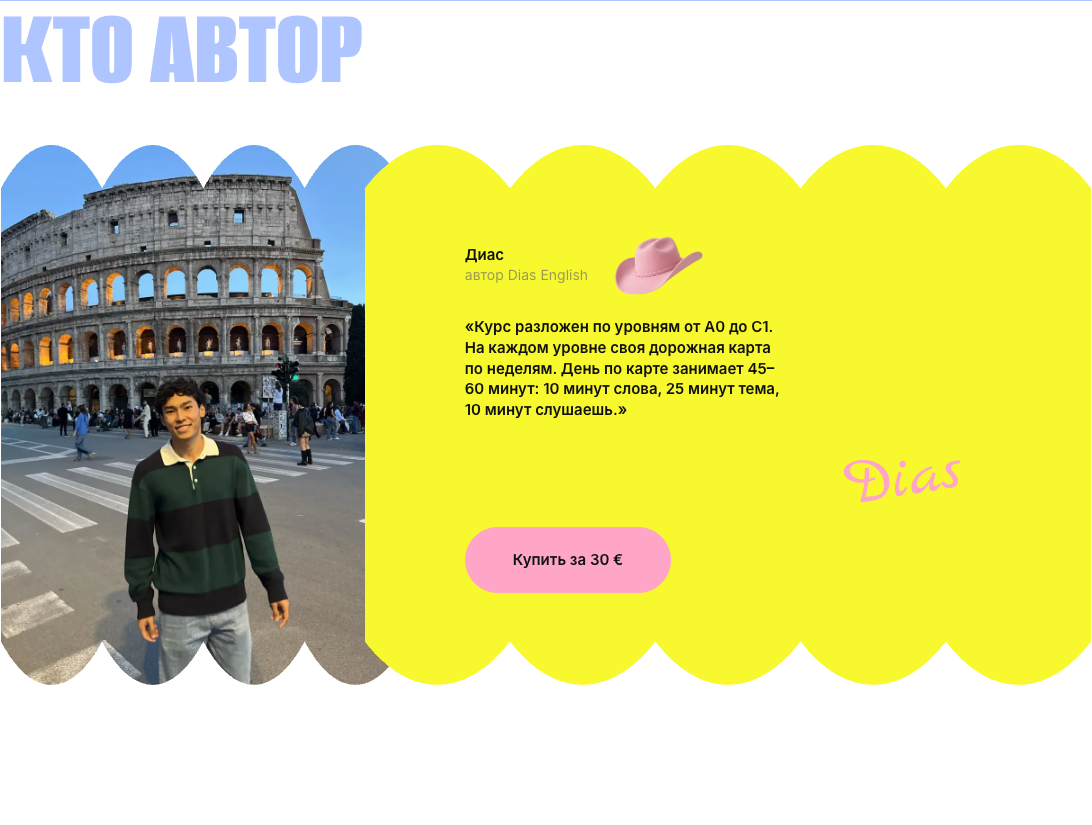 КТО АВТОР
Диас
автор Dias English
«Курс разложен по уровням от А0 до С1.
На каждом уровне своя дорожная карта
по неделям. День по карте занимает 45–
60 минут: 10 минут слова, 25 минут тема,
10 минут слушаешь.»
Dias
Купить за 30 €